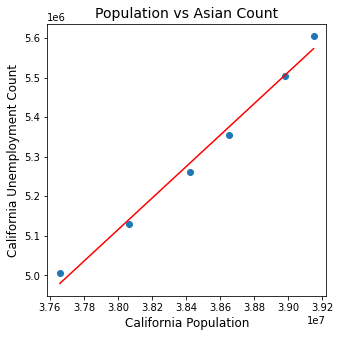 Population vs Asian Count
1e6
5.6
5.5
5.4
5.3
5.2
5.1
5.0
California Unemployment Count
3.76 3.78 3.80 3.82 3.84 3.86 3.88 3.90 3.92
1e7
California Population